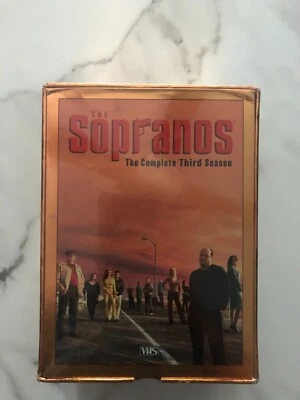 THE
SOPRANOS
The Complete Third Season
VHS